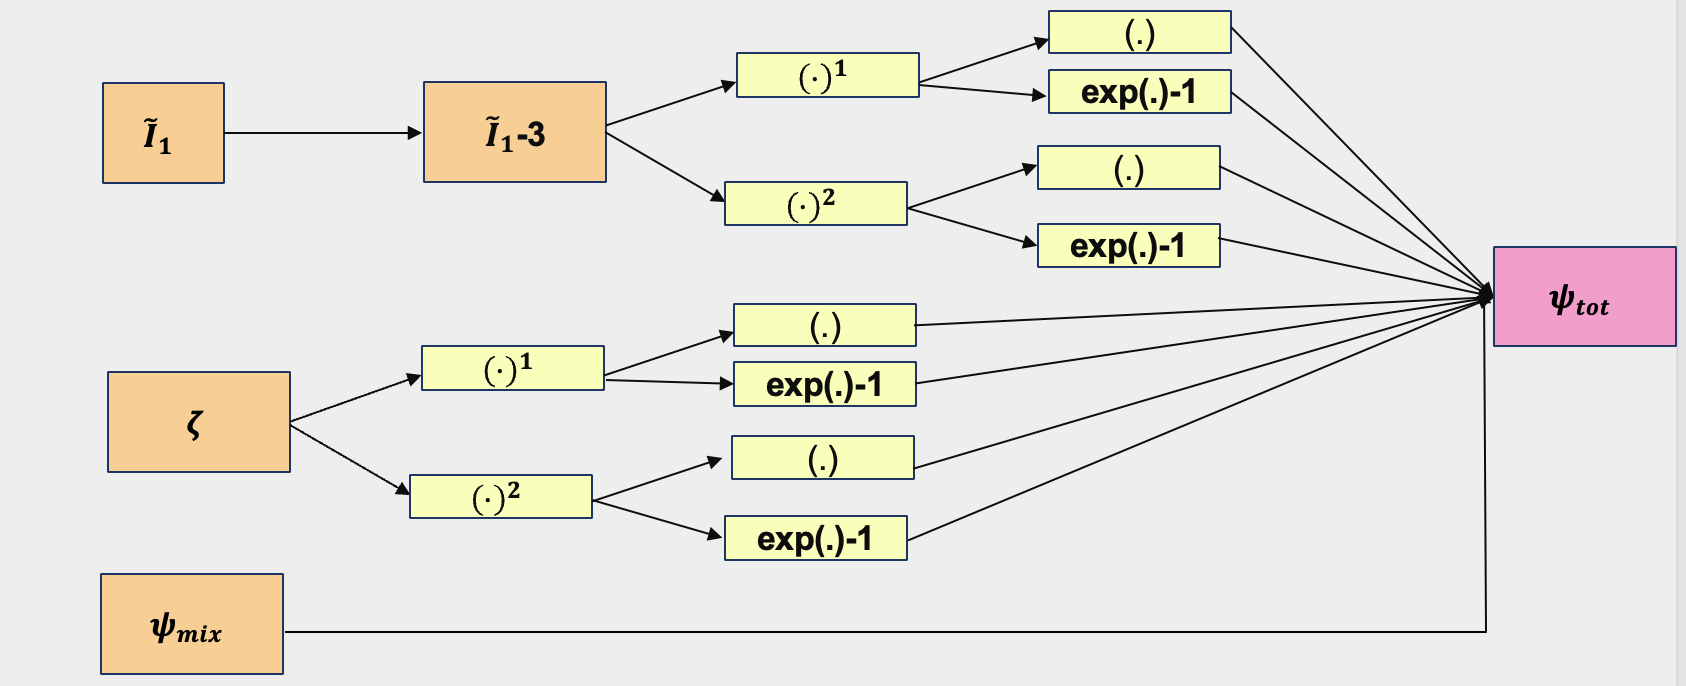 Ĩ₁
Ĩ₁-3
(·)¹
(.)
exp(.)-1
(·)²
(.)
exp(.)-1
ζ
(·)¹
(.)
exp(.)-1
(·)²
(.)
exp(.)-1
ψ_mix
ψ_tot